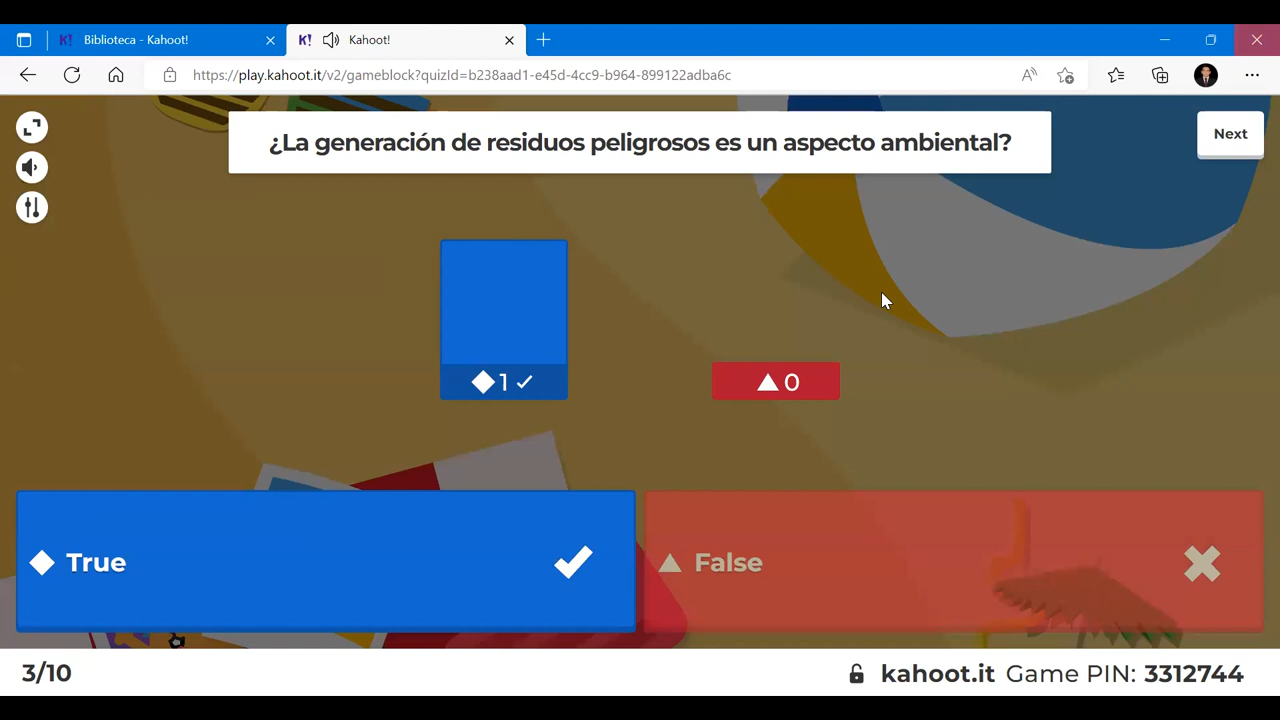 K! Biblioteca - Kahoot!
K! Kahoot!
https://play.kahoot.it/v2/gameblock?quizId=b238aad1-e45d-4cc9-b964-899122adba6c
¿La generación de residuos peligrosos es un aspecto ambiental?
Next
1
0
True
False
3/10
kahoot.it Game PIN: 3312744